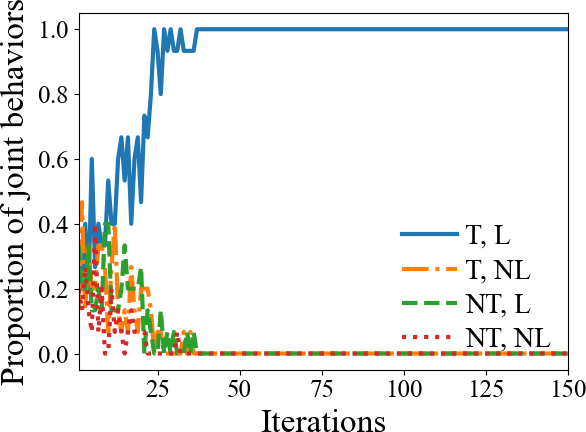 Proportion of joint behaviors
1.0
0.8
0.6
0.4
0.2
0.0
T, L
T, NL
NT, L
NT, NL
25 50 75 100 125 150
Iterations